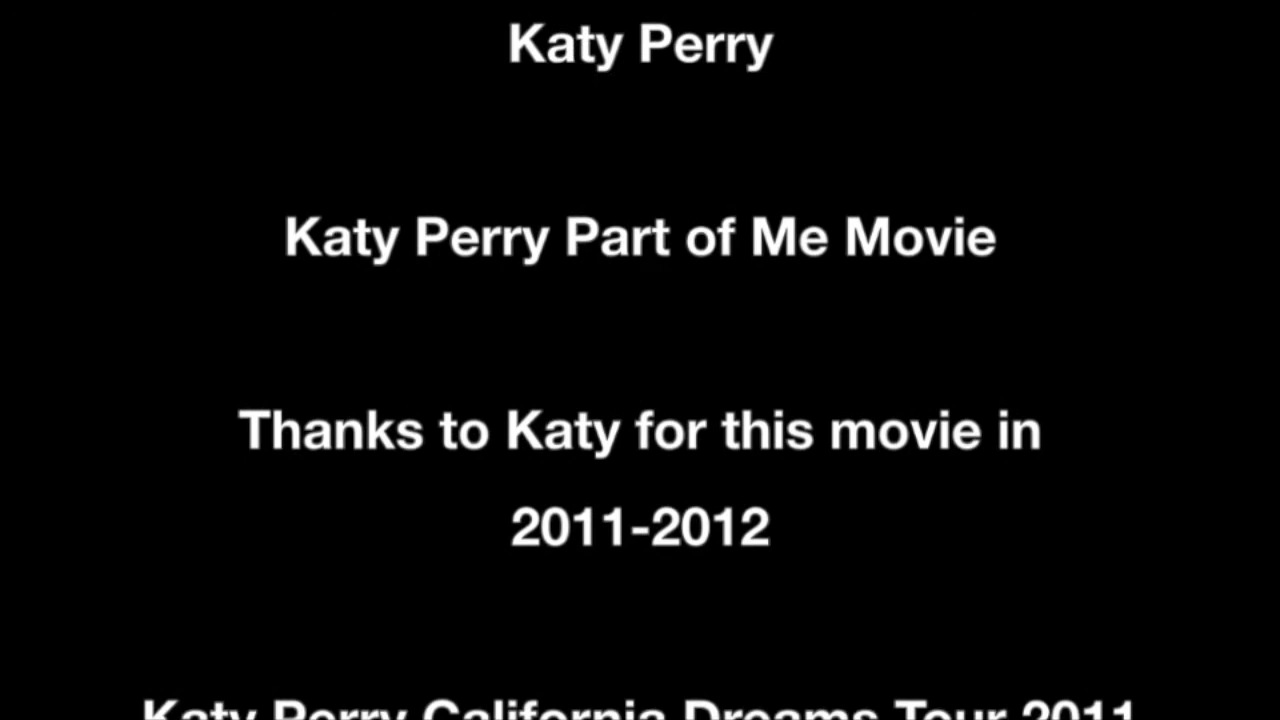 Katy Perry
Katy Perry Part of Me Movie
Thanks to Katy for this movie in
2011-2012
Katy Perry California Dreams Tour 2011